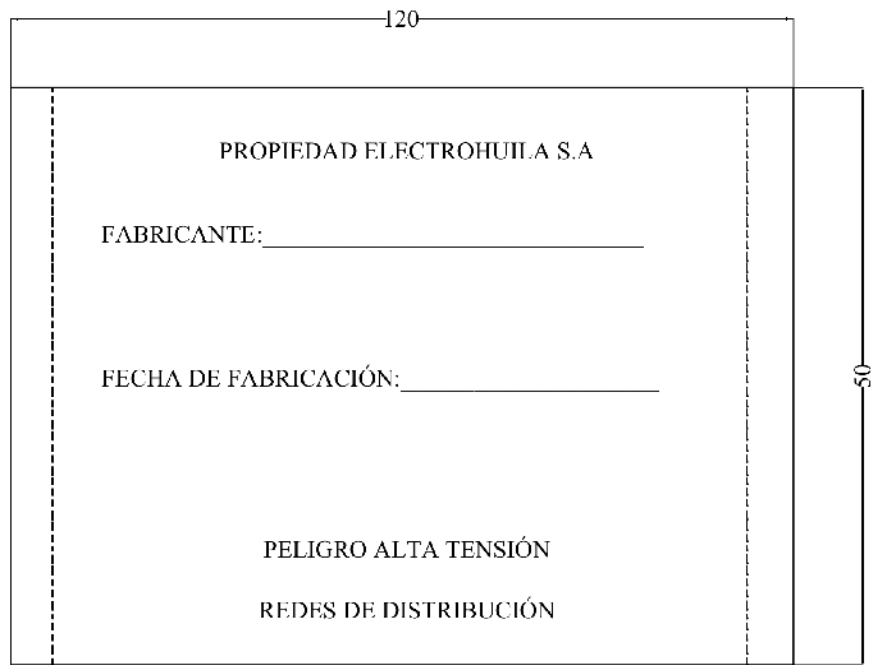 120
PROPIEDAD ELECTROHUILA S.A
FABRICANTE:______________________________
FECHA DE FABRICACIÓN:____________________
50
PELIGRO ALTA TENSIÓN
REDES DE DISTRIBUCIÓN